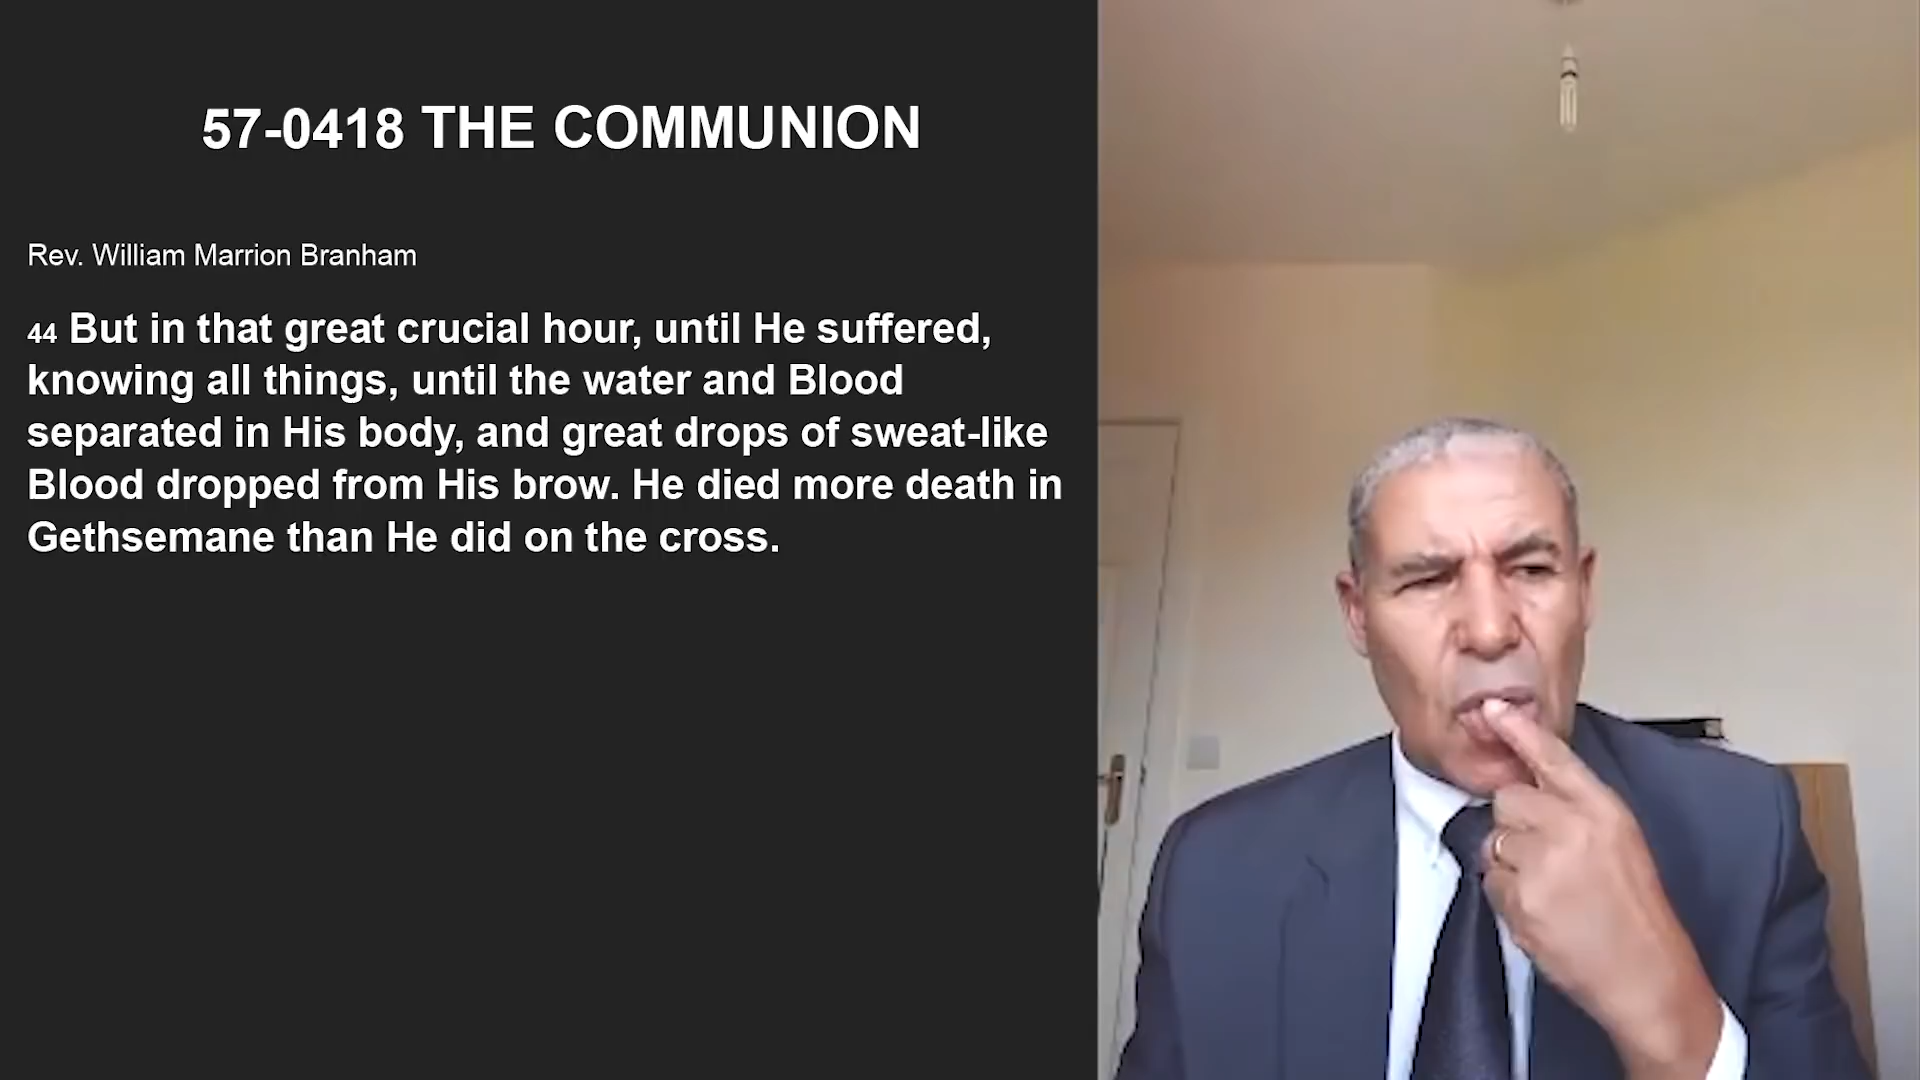 57-0418 THE COMMUNION
Rev. William Marrion Branham
44 But in that great crucial hour, until He suffered,
knowing all things, until the water and Blood
separated in His body, and great drops of sweat-like
Blood dropped from His brow. He died more death in
Gethsemane than He did on the cross.